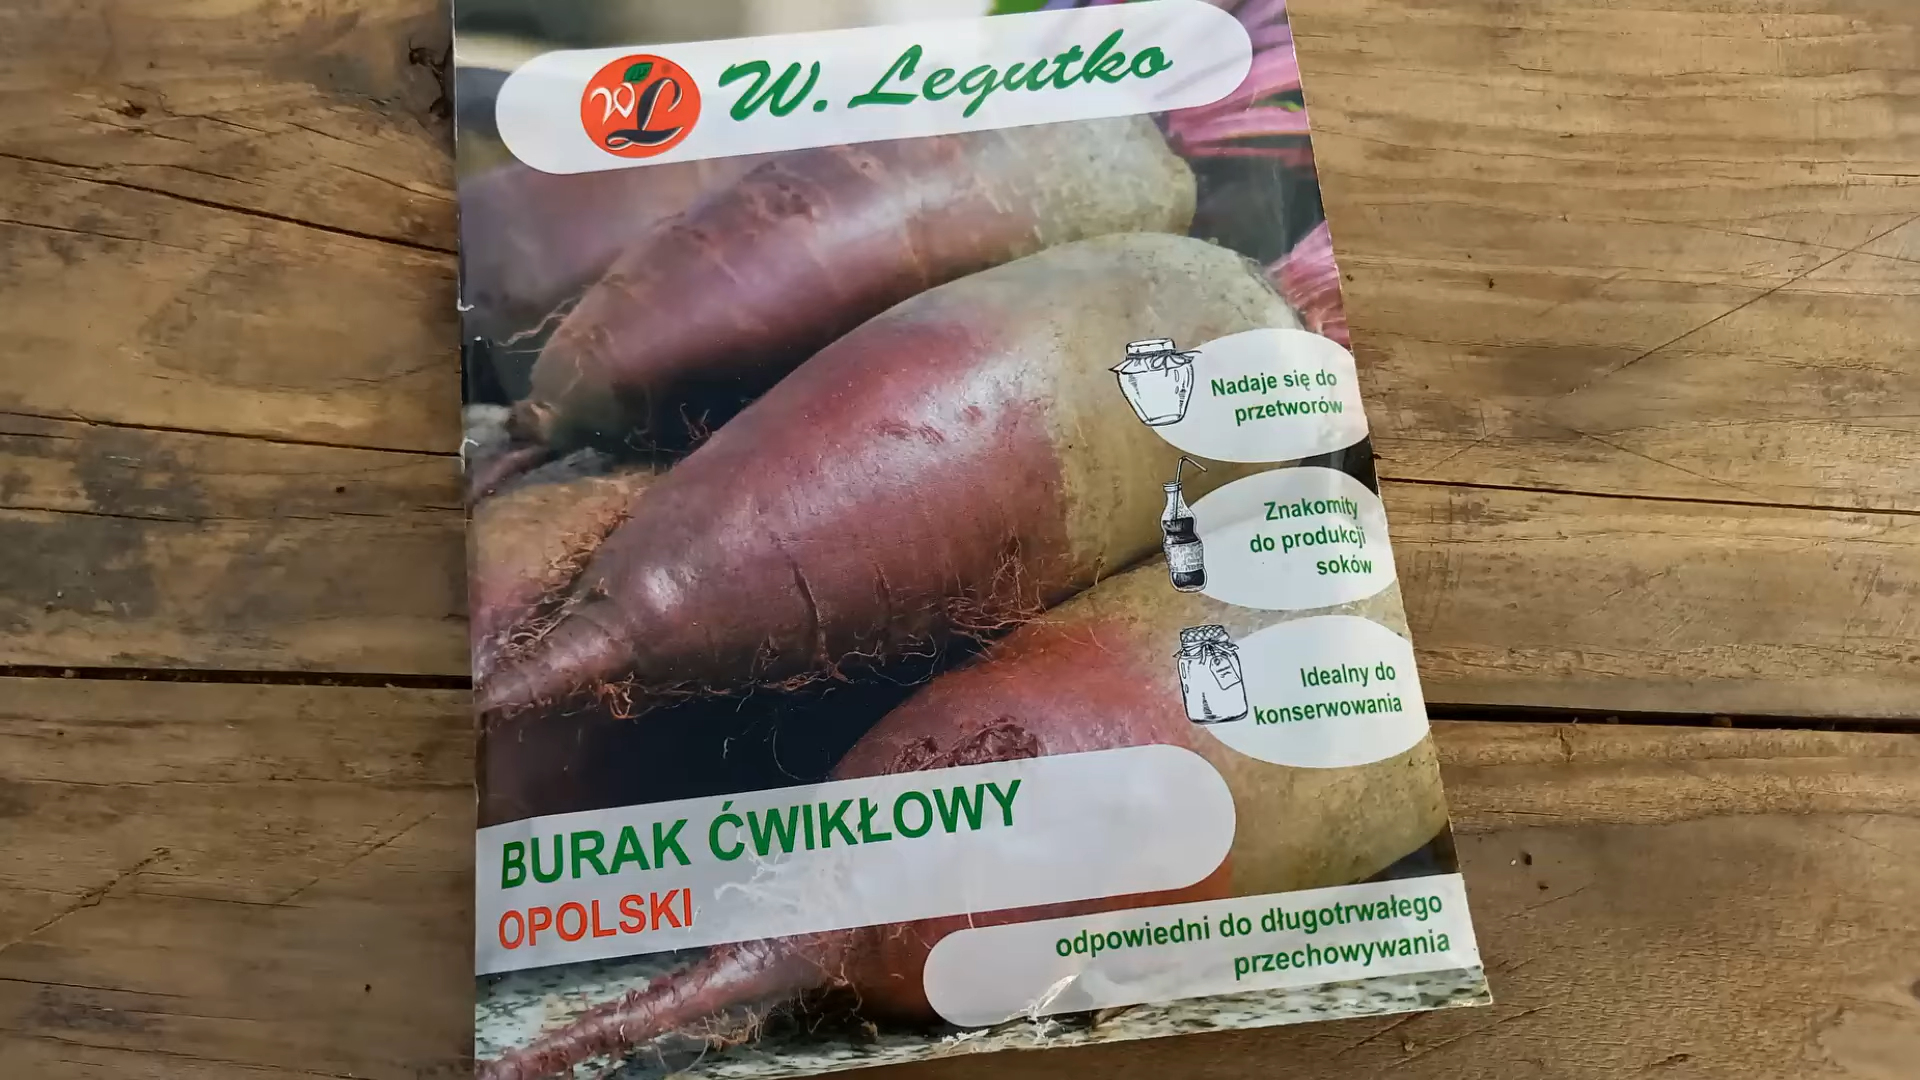 W. Legutko
Nadaje się do
przetworów
Znakomity
do produkcji
soków
Idealny do
konserwowania
BURAK ĆWIKŁOWY
OPOLSKI
odpowiedni do długotrwałego
przechowywania